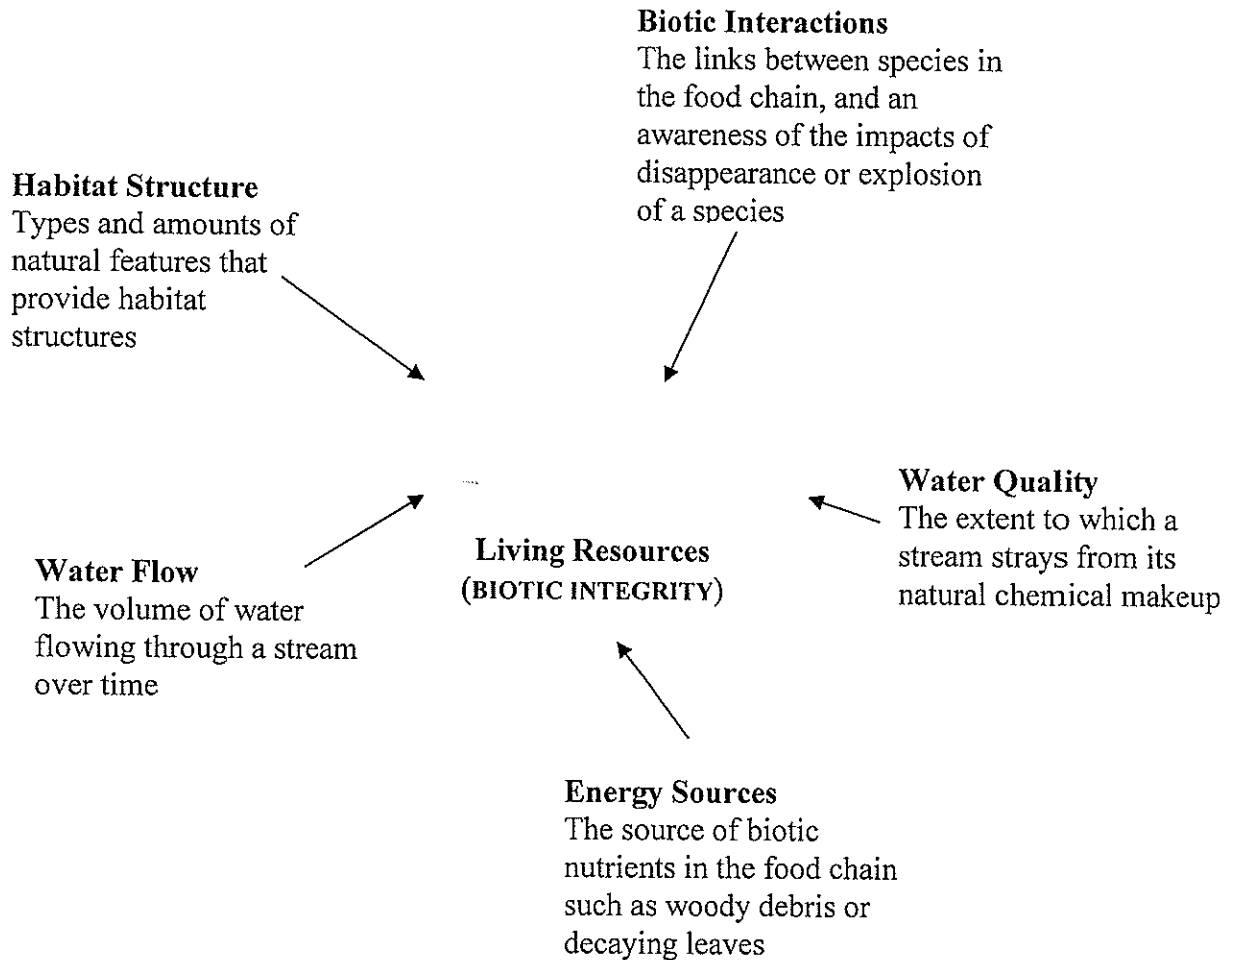 Biotic Interactions
The links between species in
the food chain, and an
awareness of the impacts of
disappearance or explosion
of a species
Habitat Structure
Types and amounts of
natural features that
provide habitat
structures
Water Quality
The extent to which a
stream strays from its
natural chemical makeup
Living Resources
(BIOTIC INTEGRITY)
Water Flow
The volume of water
flowing through a stream
over time
Energy Sources
The source of biotic
nutrients in the food chain
such as woody debris or
decaying leaves